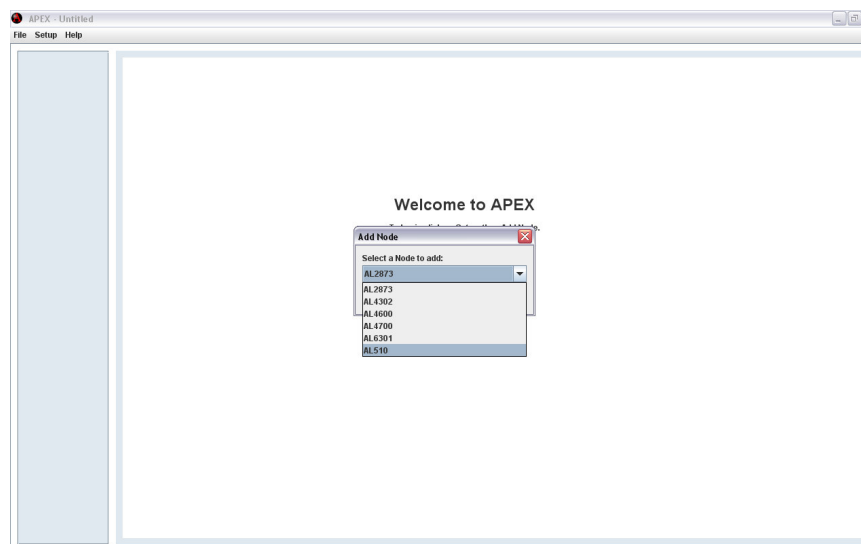 APEX - Untitled
File Setup Help
Welcome to APEX
Add Node
Select a Node to add:
AL2873
AL2873
AL4302
AL4600
AL4700
AL6301
AL510